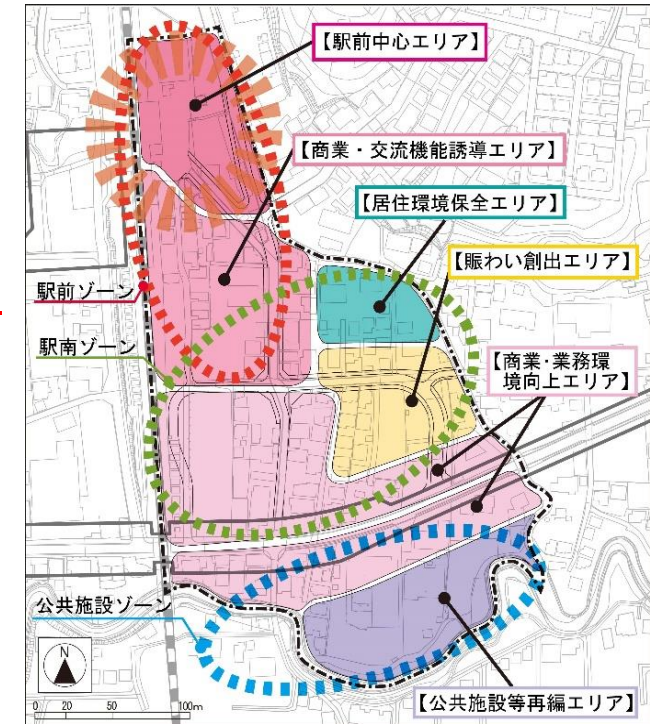 【駅前中心エリア】
【商業・交流機能誘導エリア】
【居住環境保全エリア】
【賑わい創出エリア】
駅前ゾーン
駅南ゾーン
【商業・業務環
境向上エリア】
公共施設ゾーン
N
【公共施設等再編エリア】
0 20 50 100m